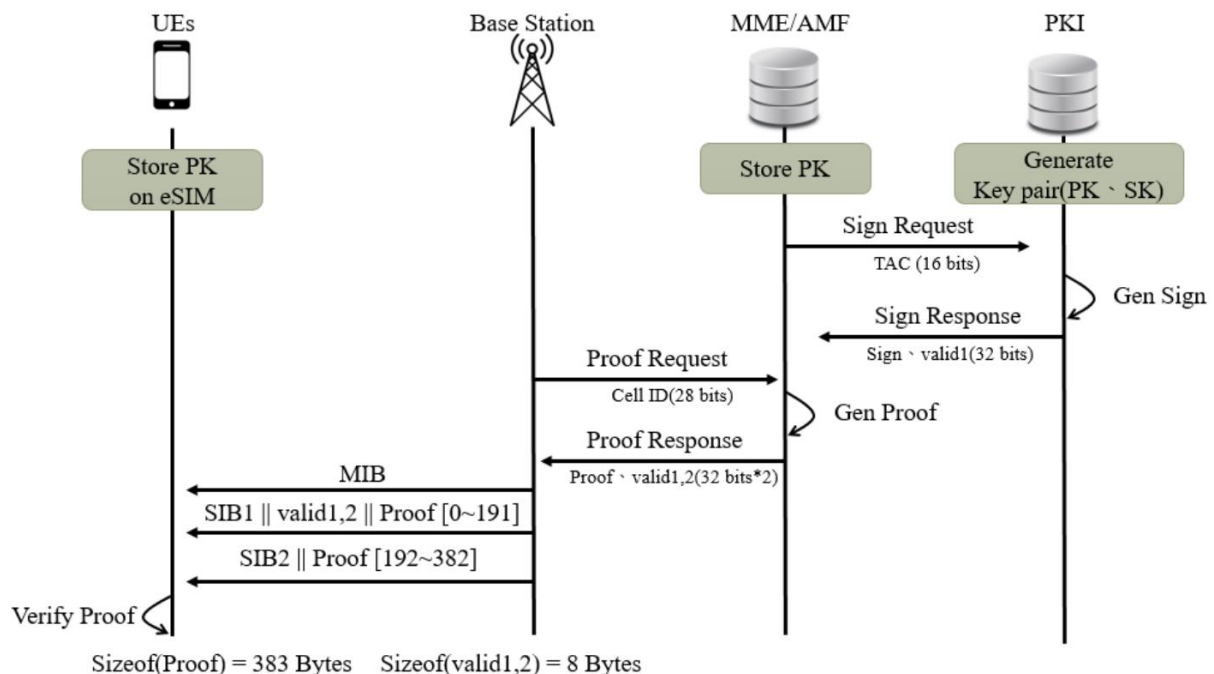 UEs
Base Station
MME/AMF
PKI
Store PK
on eSIM
Store PK
Generate
Key pair(PK、SK)
Sign Request
TAC (16 bits)
Gen Sign
Sign Response
Sign、valid1(32 bits)
Proof Request
Cell ID(28 bits)
Gen Proof
Proof Response
Proof、valid1,2(32 bits*2)
MIB
SIB1 || valid1,2 || Proof [0~191]
SIB2 || Proof [192~382]
Verify Proof
Sizeof(Proof) = 383 Bytes
Sizeof(valid1,2) = 8 Bytes